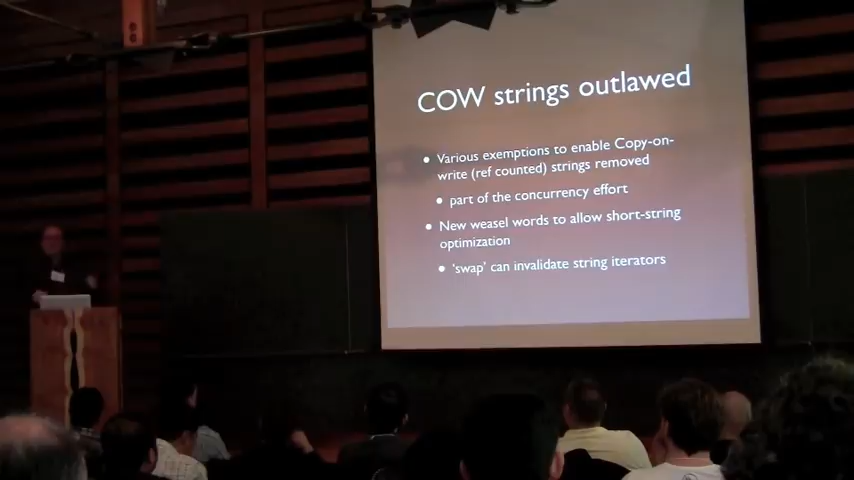 COW strings outlawed
• Various exemptions to enable Copy-on-
write (ref counted) strings removed
• part of the concurrency effort
• New weasel words to allow short-string
optimization
• 'swap' can invalidate string iterators